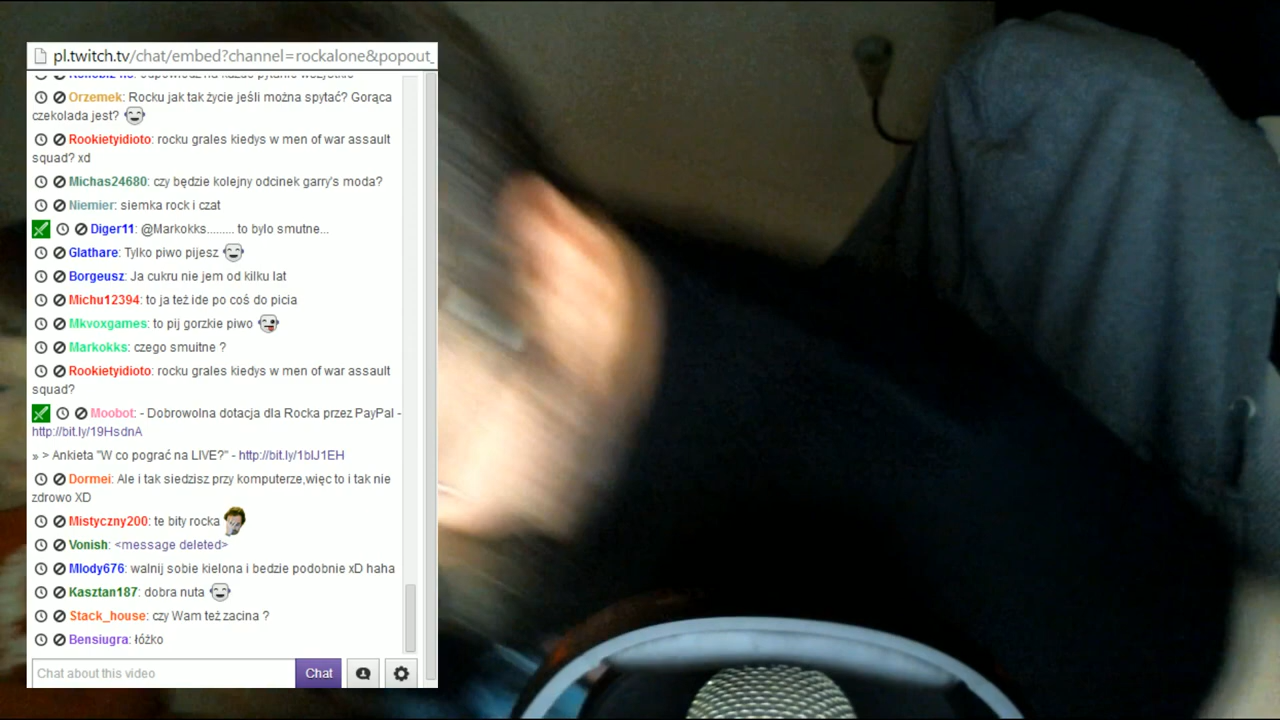 pl.twitch.tv/chat/embed?channel=rockalone&popout_
Orzemek: Rocku jak tak życie jeśli można spytać? Gorąca
czekolada jest?
Rookietyidioto: rocku grales kiedys w men of war assault
squad? xd
Michas24680: czy będzie kolejny odcinek garry's moda?
Niemier: siemka rock i czat
Diger11: @Markokks......... to bylo smutne...
Glathare: Tylko piwo pijesz
Borgeusz: Ja cukru nie jem od kilku lat
Michu12394: to ja też ide po coś do picia
Mkvoxgames: to pij gorzkie piwo
Markokks: czego smuitne ?
Rookietyidioto: rocku grales kiedys w men of war assault
squad?
Moobot: - Dobrowolna dotacja dla Rocka przez PayPal -
http://bit.ly/19HsdnA
» > Ankieta "W co pograć na LIVE?" - http://bit.ly/1bIJ1EH
Dormei: Ale i tak siedzisz przy komputerze,więc to i tak nie
zdrowo XD
Mistyczny200: te bity rocka
Vonish: <message deleted>
Mlody676: walnij sobie kielona i bedzie podobnie xD haha
Kasztan187: dobra nuta
Stack_house: czy Wam też zacina ?
Bensiugra: łóżko
Chat about this video
Chat